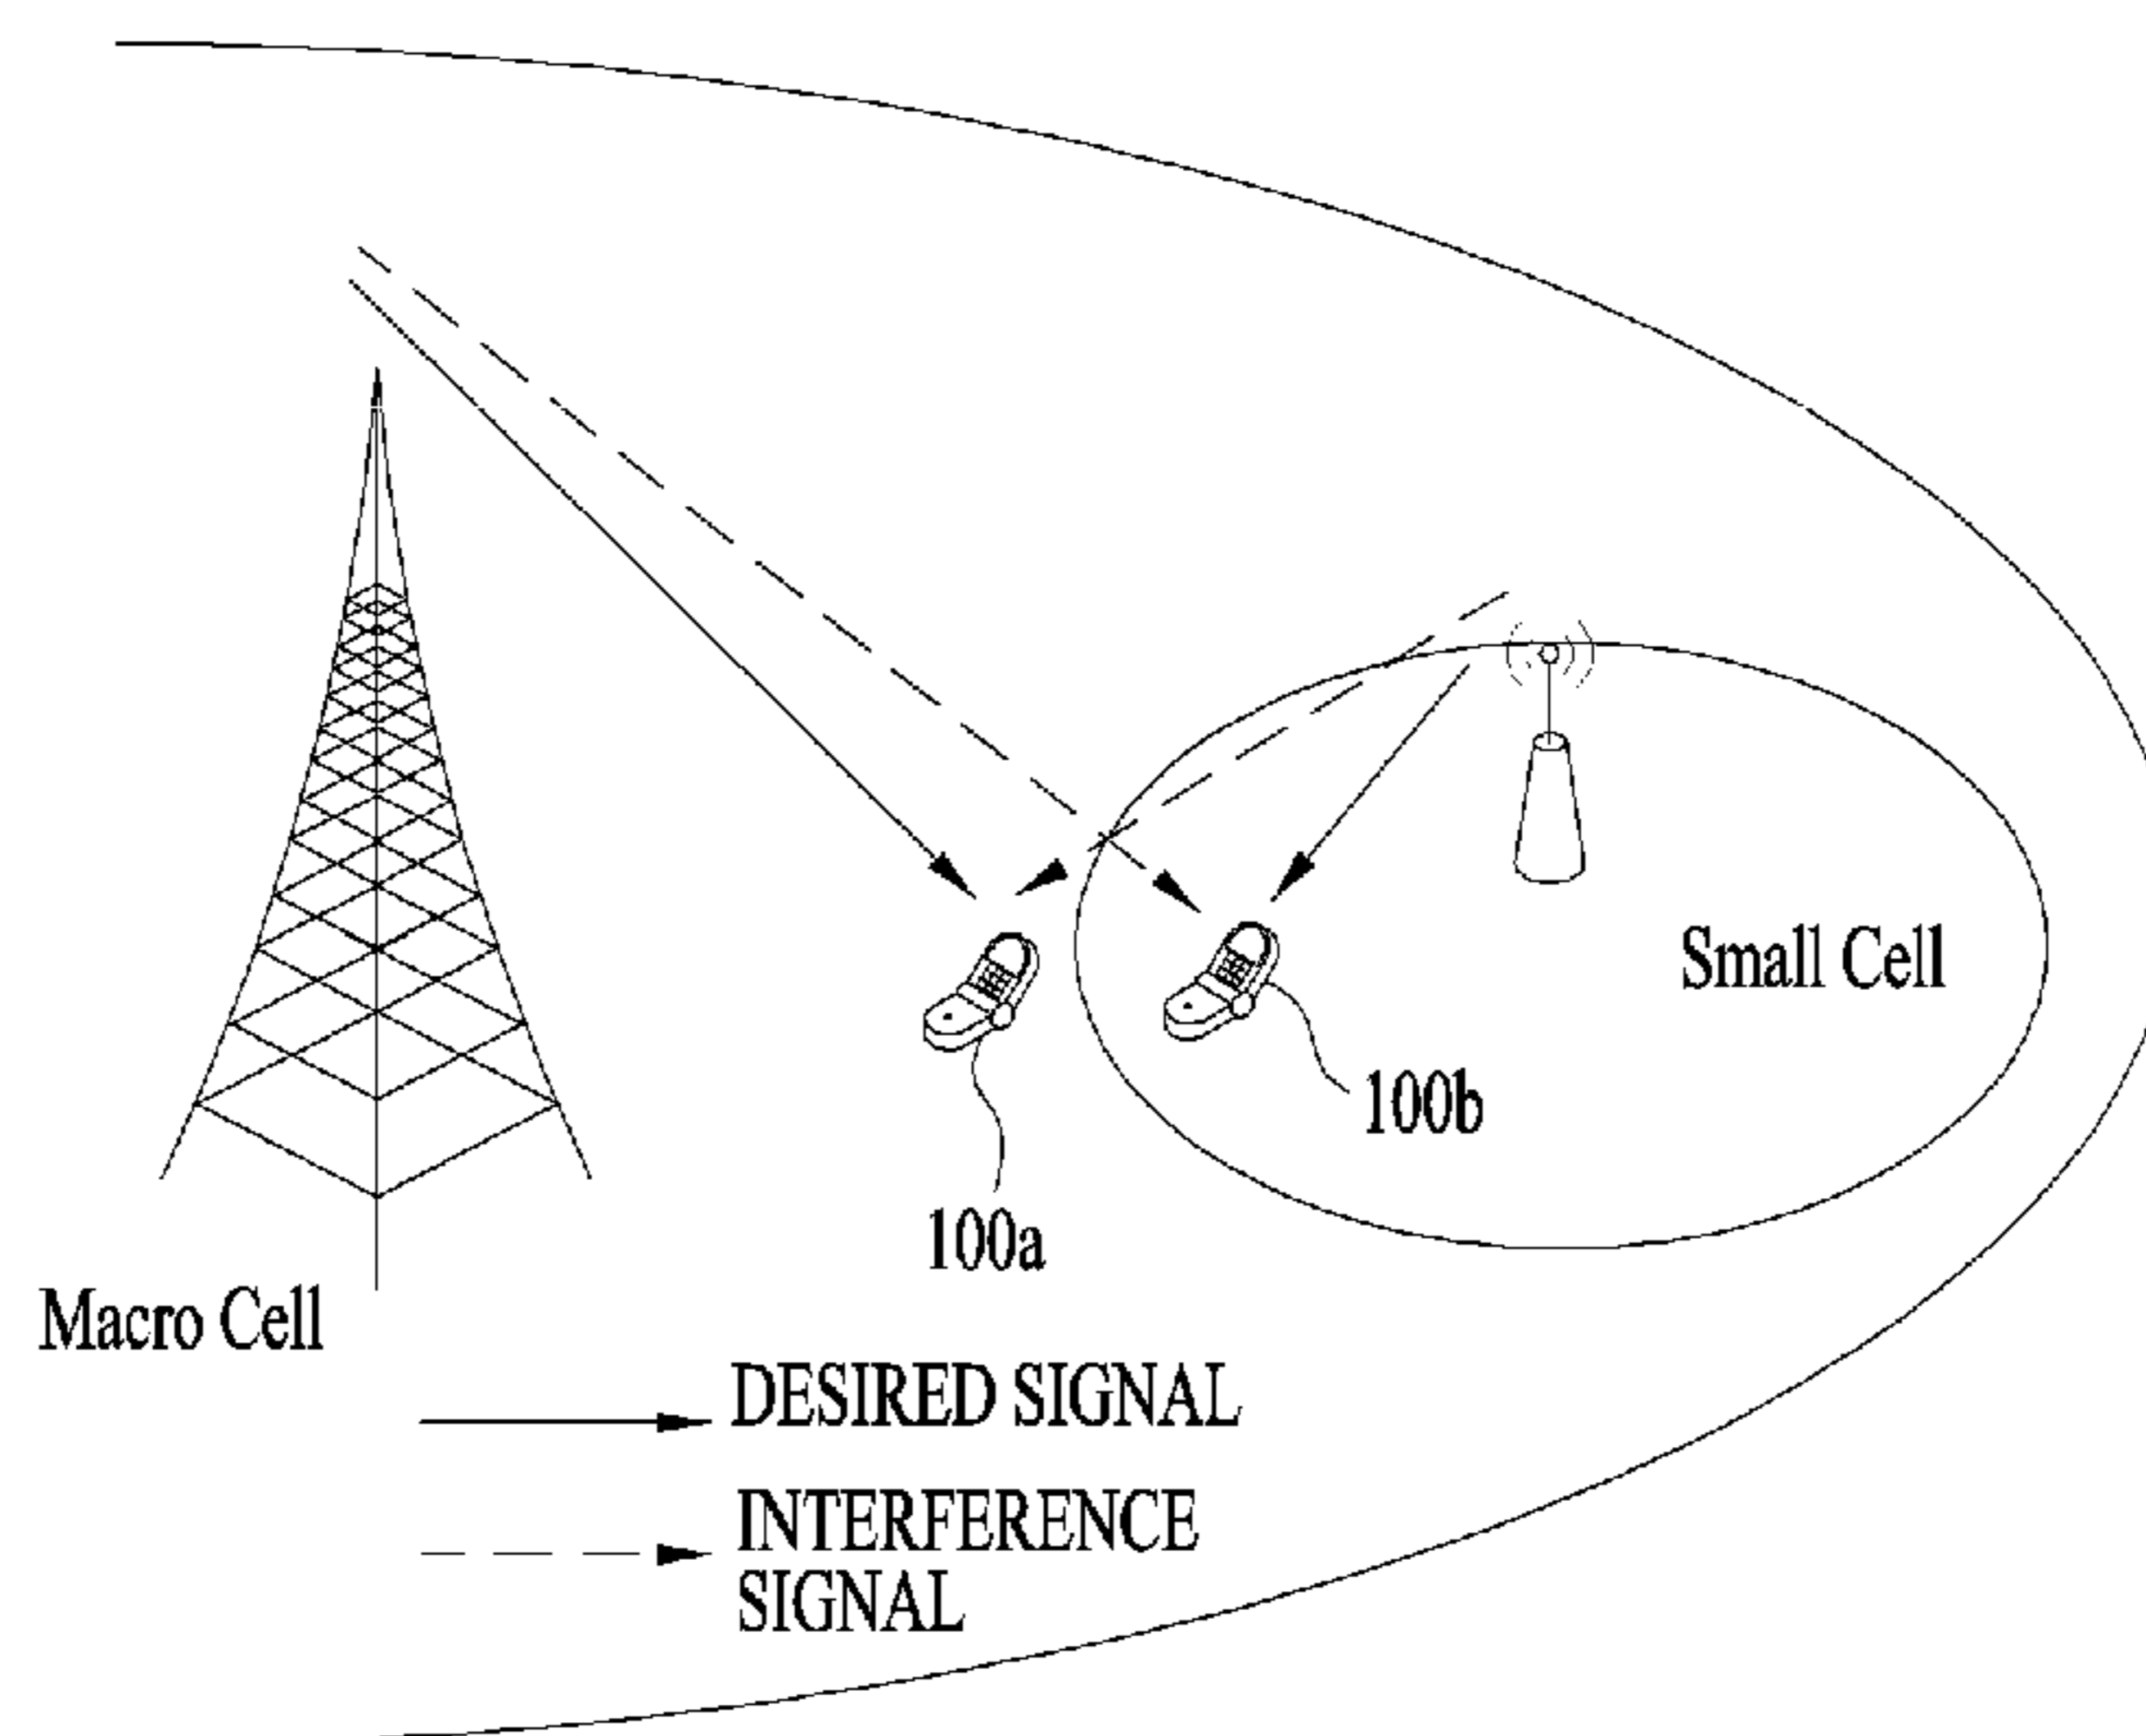 Small Cell
100b
100a
Macro Cell
DESIRED SIGNAL
INTERFERENCE
SIGNAL